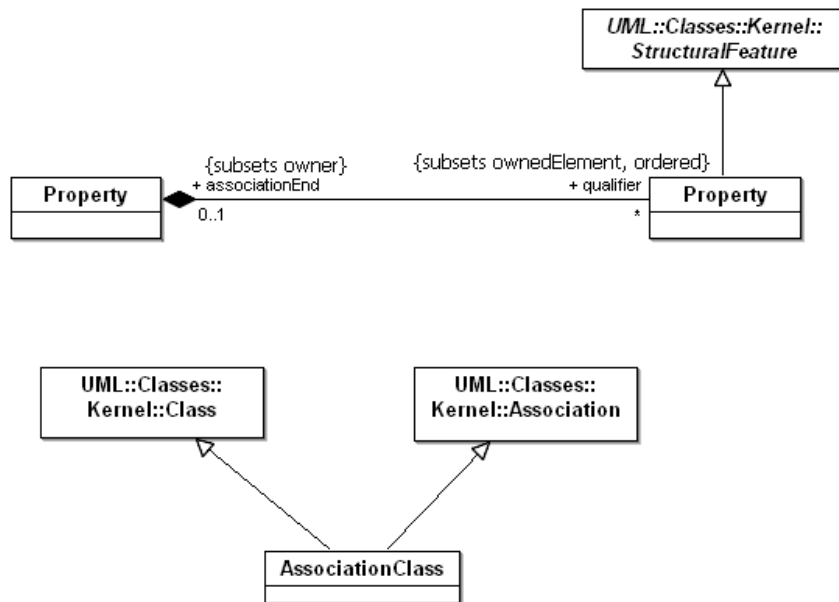 UML::Classes::Kernel::
StructuralFeature
{subsets owner}
{subsets ownedElement, ordered}
+ associationEnd
+ qualifier
Property
Property
0..1
*
UML::Classes::
Kernel::Class
UML::Classes::
Kernel::Association
AssociationClass